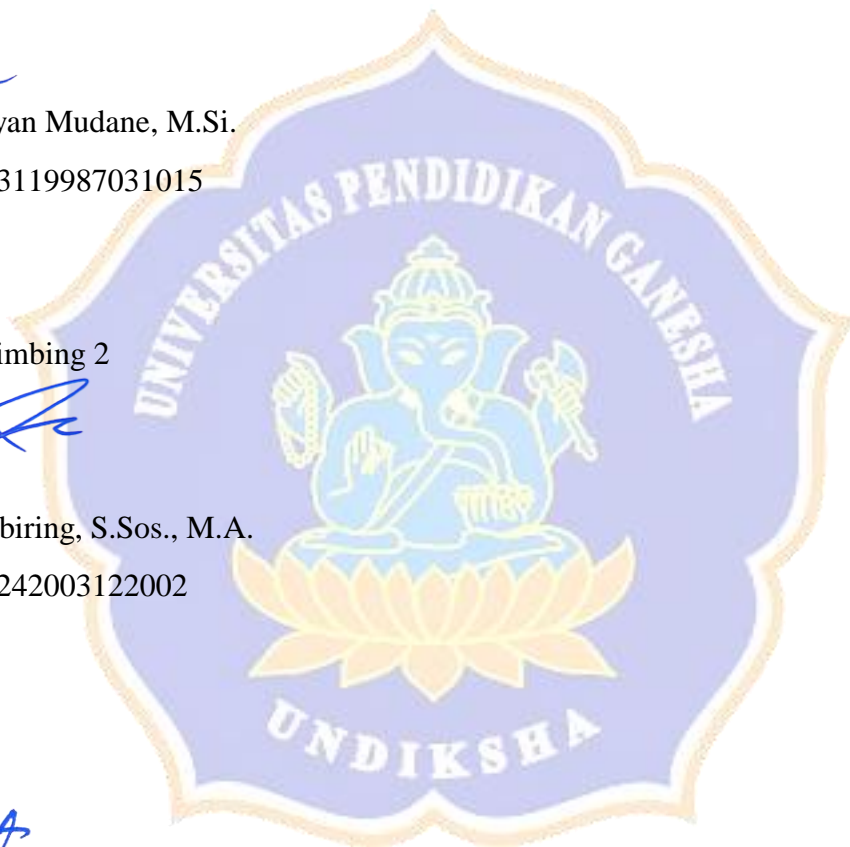 yan Mudane, M.Si.
3119987031015
UNIVERSITAS PENDIDIKAN GANESHA
imbing 2
biring, S.Sos., M.A.
242003122002
UNDIKSHA